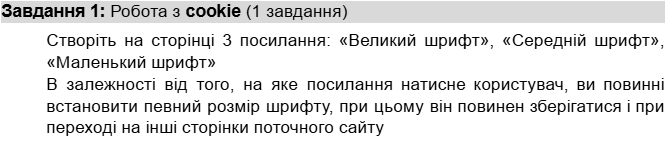 Завдання 1: Робота з cookie (1 завдання)
Створіть на сторінці 3 посилання: «Великий шрифт», «Середній шрифт»,
«Маленький шрифт»
В залежності від того, на яке посилання натисне користувач, ви повинні
встановити певний розмір шрифту, при цьому він повинен зберігатися і при
переході на інші сторінки поточного сайту